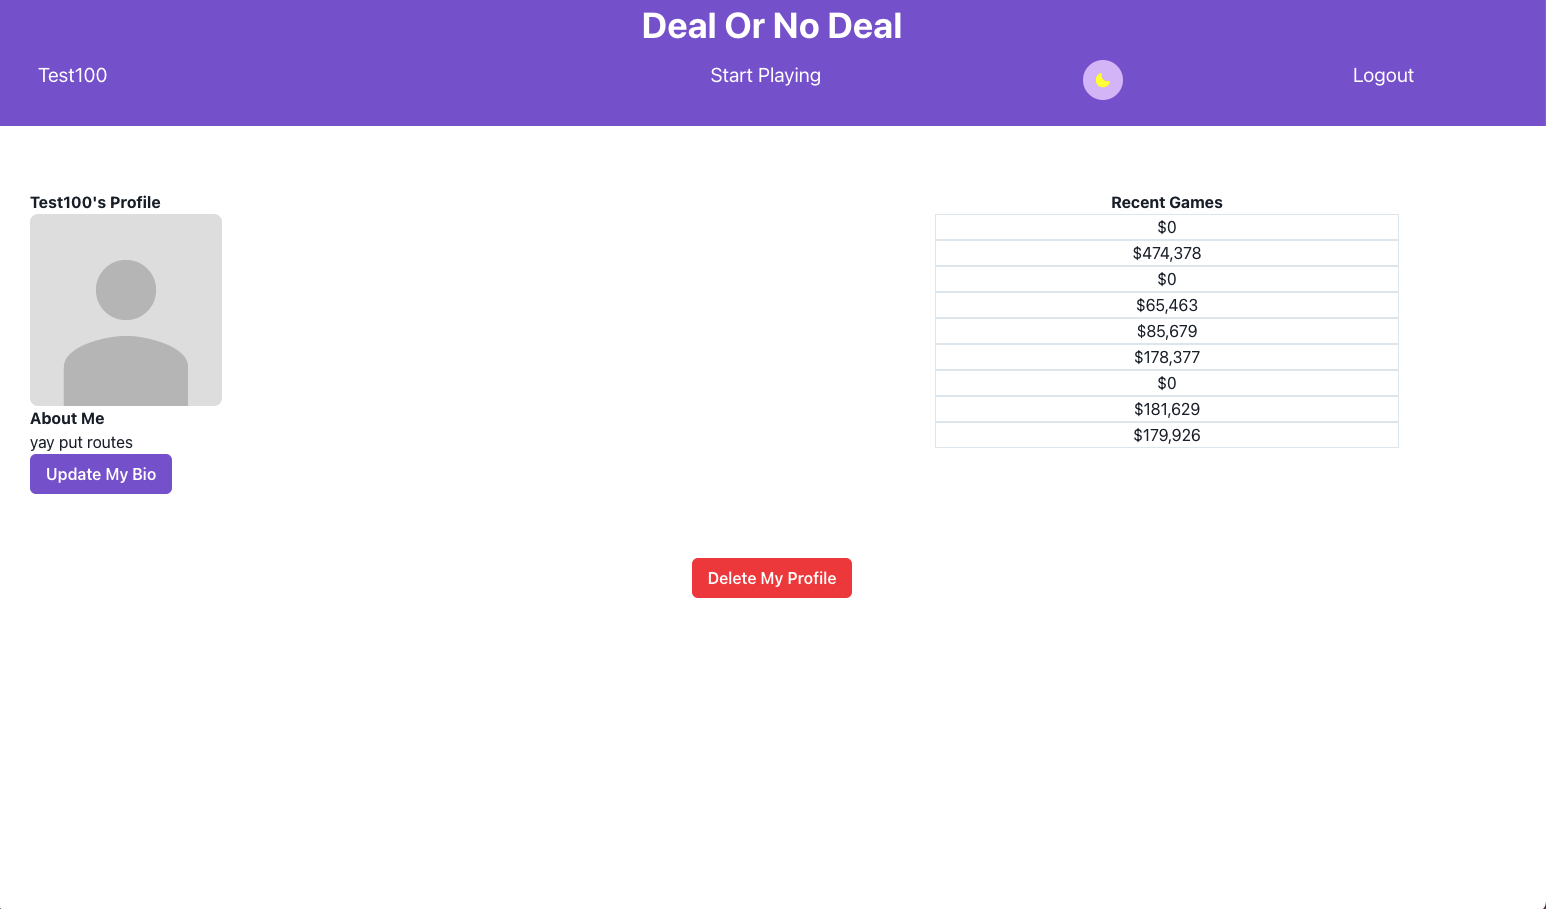 Deal Or No Deal
Test100
Start Playing
Logout
Test100's Profile
About Me
yay put routes
Update My Bio
Recent Games
$0
$474,378
$0
$65,463
$85,679
$178,377
$0
$181,629
$179,926
Delete My Profile